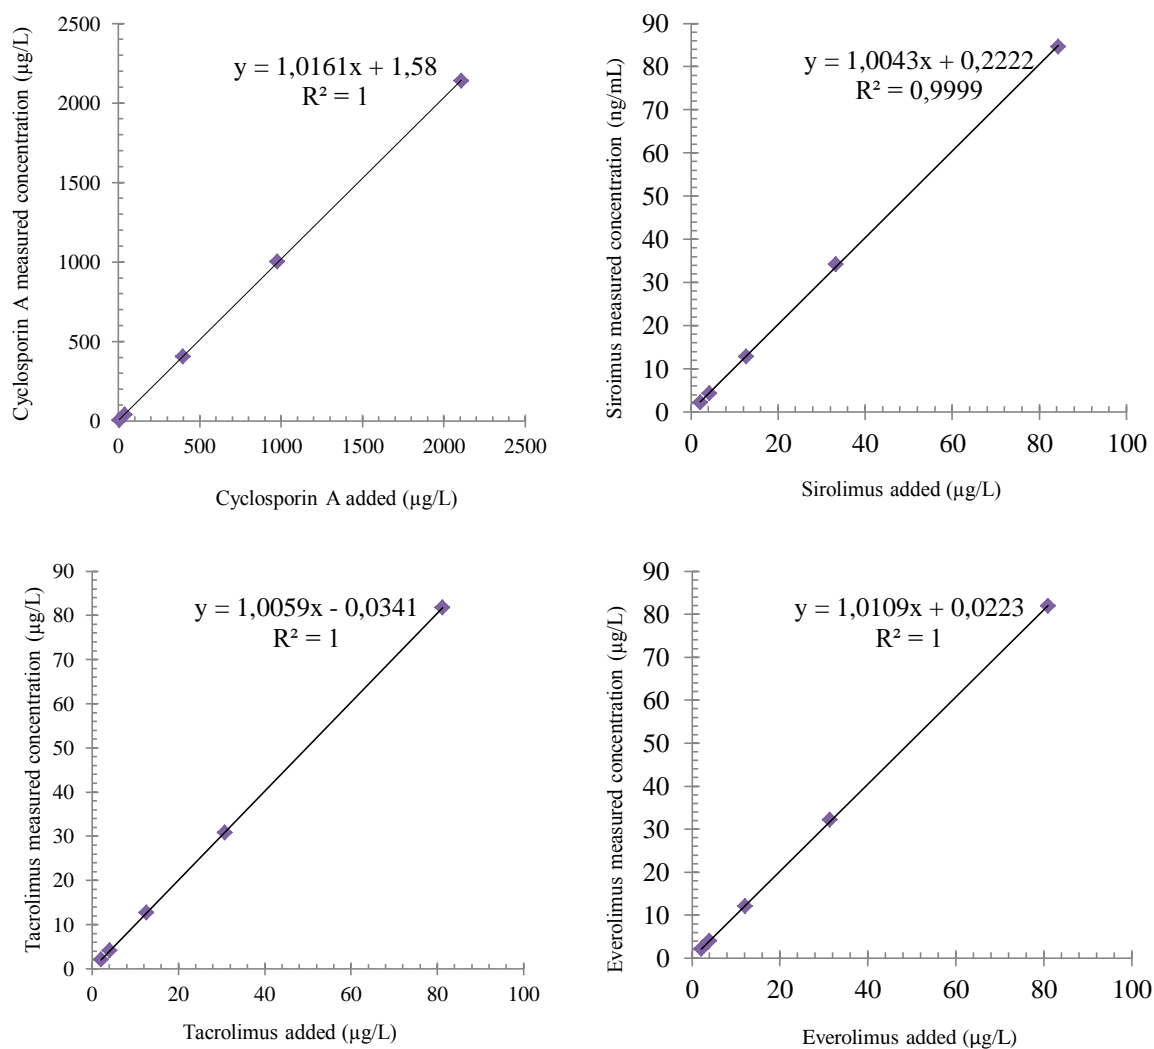 Cyclosporin A measured concentration (µg/L)
2500
2000
1500
1000
500
0
y = 1,0161x + 1,58
R² = 1
0 500 1000 1500 2000 2500
Cyclosporin A added (µg/L)
Siroimus measured concentration (ng/mL)
90
80
70
60
50
40
30
20
10
0
y = 1,0043x + 0,2222
R² = 0,9999
0 20 40 60 80 100
Sirolimus added (µg/L)
Tacrolimus measured concentration (µg/L)
90
80
70
60
50
40
30
20
10
0
y = 1,0059x - 0,0341
R² = 1
0 20 40 60 80 100
Tacrolimus added (µg/L)
Everolimus measured concentration (µg/L)
90
80
70
60
50
40
30
20
10
0
y = 1,0109x + 0,0223
R² = 1
0 20 40 60 80 100
Everolimus added (µg/L)